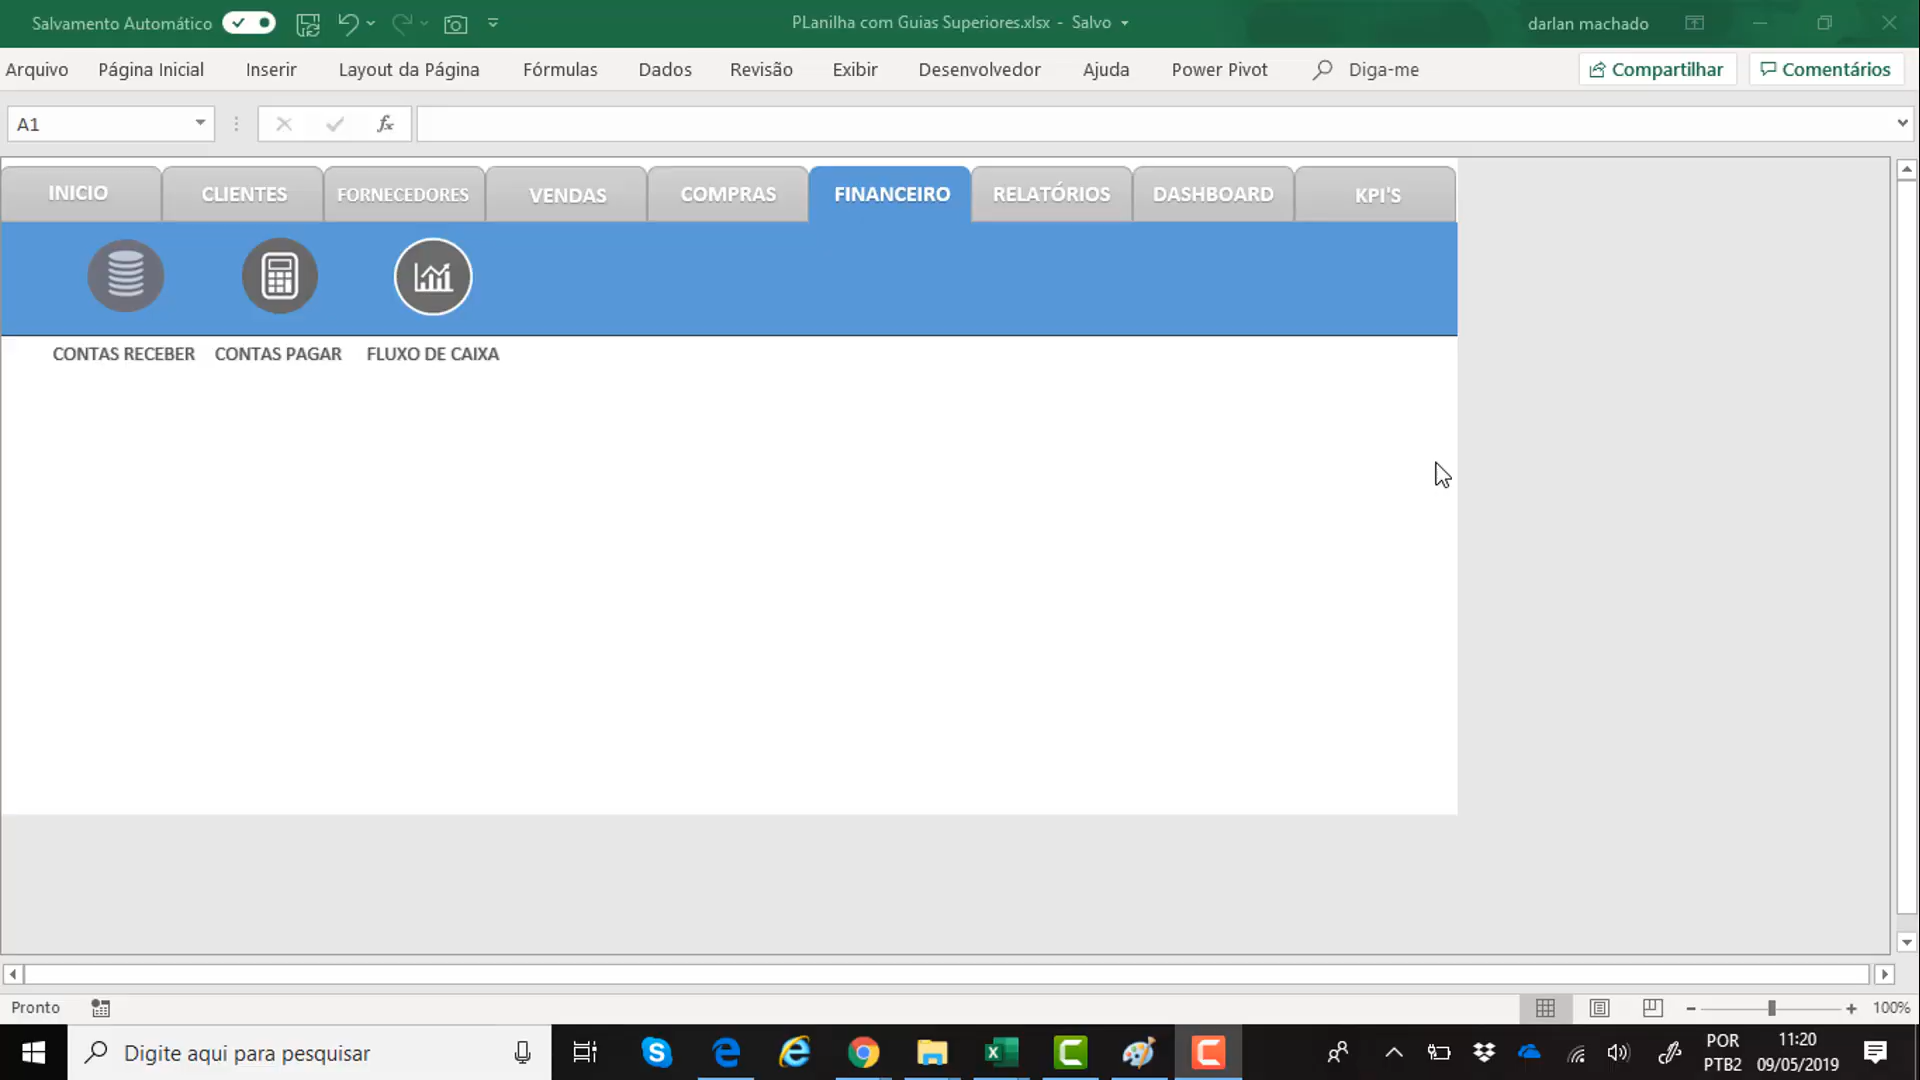 Salvamento Automático
PLanilha com Guias Superiores.xlsx - Salvo
darlan machado
Arquivo Página Inicial Inserir Layout da Página Fórmulas Dados Revisão Exibir Desenvolvedor Ajuda Power Pivot Diga-me Compartilhar Comentários
A1 fx
INICIO CLIENTES FORNECEDORES VENDAS COMPRAS FINANCEIRO RELATÓRIOS DASHBOARD KPI'S
CONTAS RECEBER CONTAS PAGAR FLUXO DE CAIXA
Pronto
100%
Digite aqui para pesquisar
POR
PTB2
11:20
09/05/2019